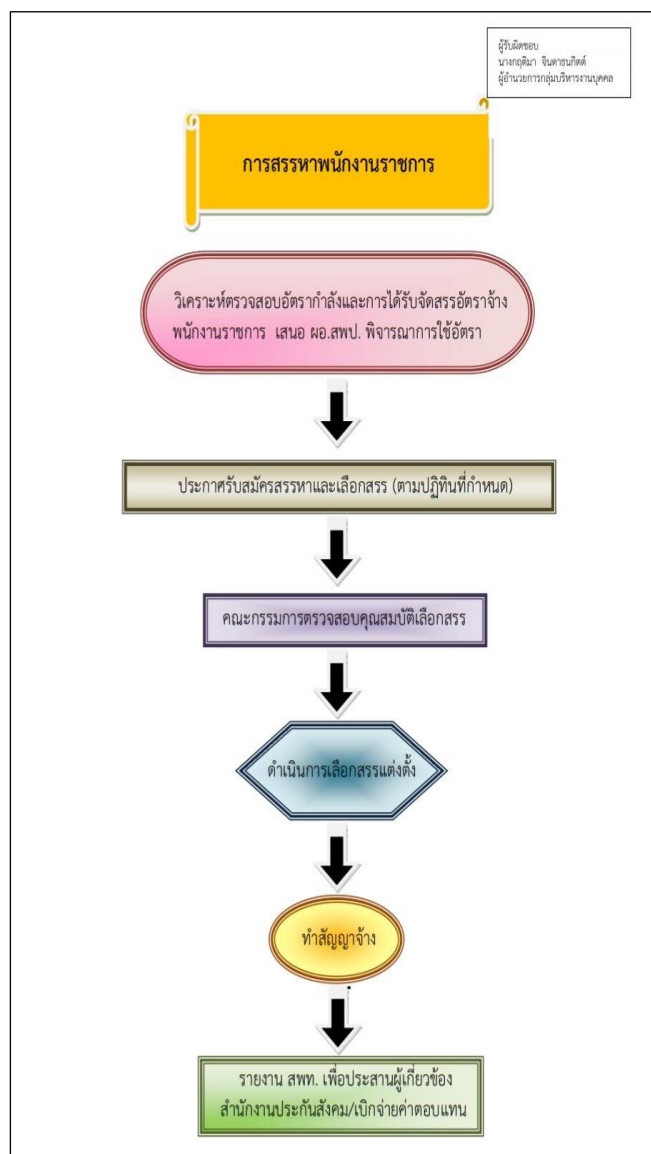 ผู้รับผิดชอบ
นางกฤติมา จินดาธนกิตต์
ผู้อำนวยการกลุ่มบริหารงานบุคคล
การสรรหาพนักงานราชการ
วิเคราะห์ตรวจสอบอัตรากำลังและการได้รับจัดสรรอัตราจ้าง
พนักงานราชการ เสนอ ผอ.สพป. พิจารณาการใช้อัตรา
ประกาศรับสมัครสรรหาและเลือกสรร (ตามปฏิทินที่กำหนด)
คณะกรรมการตรวจสอบคุณสมบัติเลือกสรร
ดำเนินการเลือกสรรแต่งตั้ง
ทำสัญญาจ้าง
รายงาน สพท. เพื่อประสานผู้เกี่ยวข้อง
สำนักงานประกันสังคม/เบิกจ่ายค่าตอบแทน